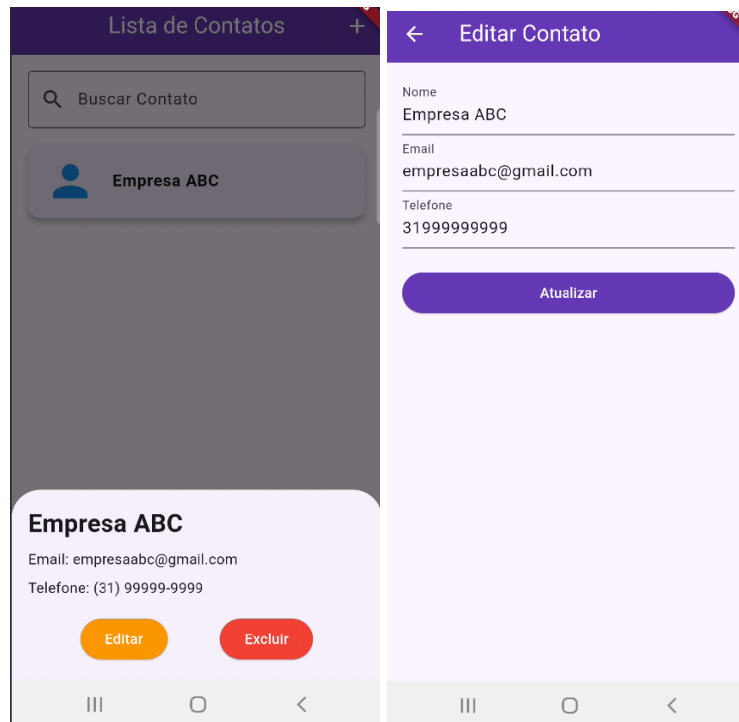 Lista de Contatos +
Buscar Contato
Empresa ABC
Empresa ABC
Email: empresaabc@gmail.com
Telefone: (31) 99999-9999
Editar
Excluir
Editar Contato
Nome
Empresa ABC
Email
empresaabc@gmail.com
Telefone
31999999999
Atualizar